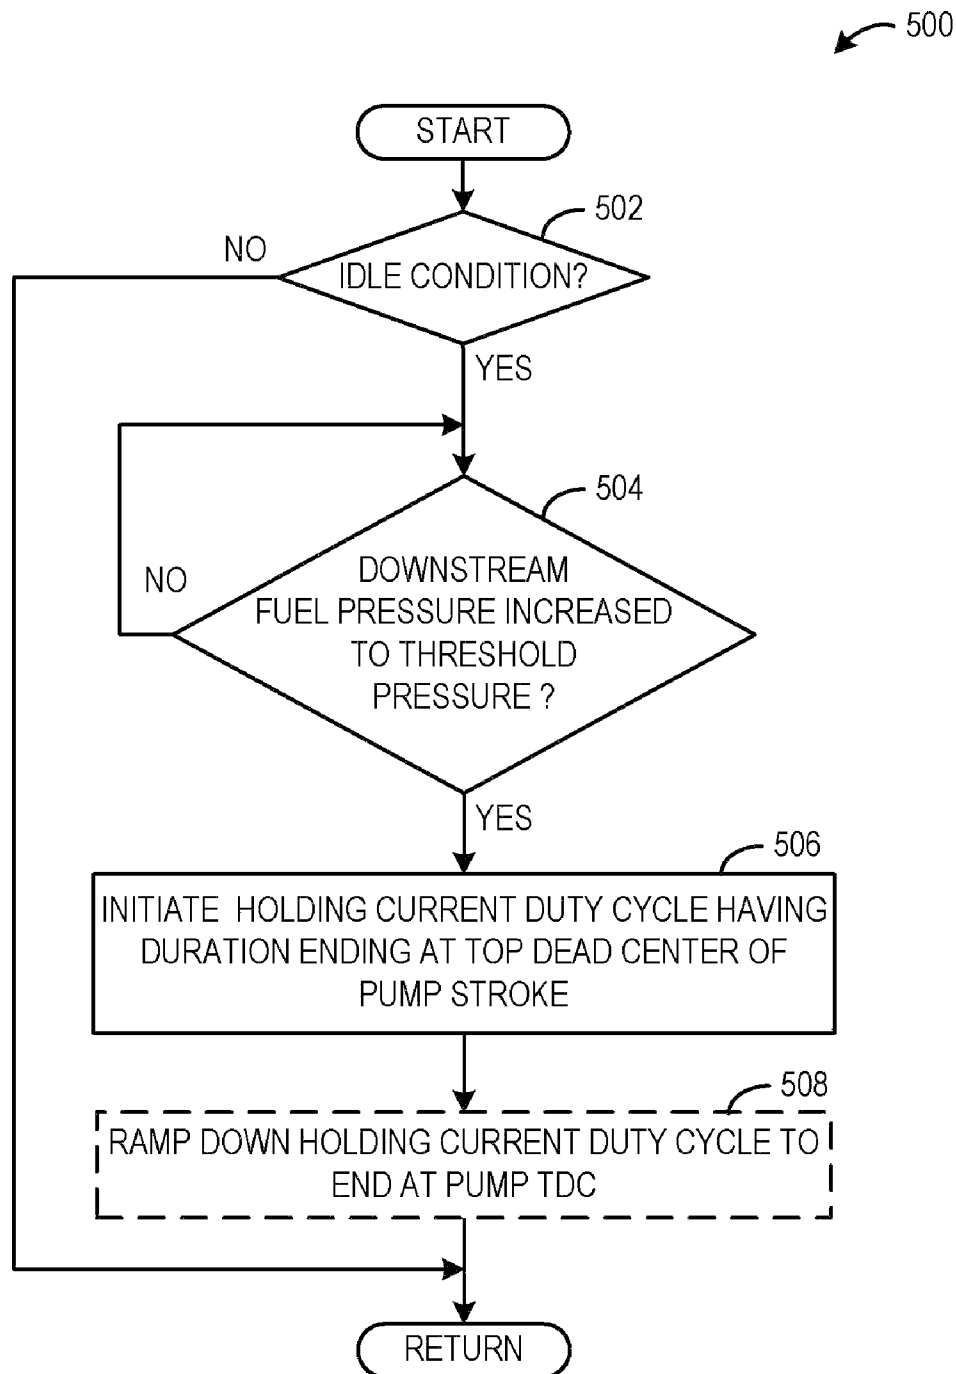 500
START
502
NO
IDLE CONDITION?
YES
504
NO
DOWNSTREAM
FUEL PRESSURE INCREASED
TO THRESHOLD
PRESSURE ?
YES
506
INITIATE HOLDING CURRENT DUTY CYCLE HAVING
DURATION ENDING AT TOP DEAD CENTER OF
PUMP STROKE
508
RAMP DOWN HOLDING CURRENT DUTY CYCLE TO
END AT PUMP TDC
RETURN